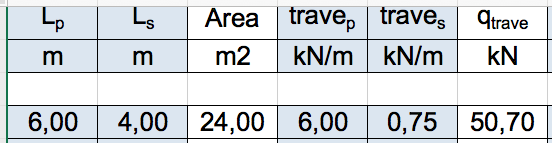 Lp Ls Area travep traves qtrave
m m m2 kN/m kN/m kN
6,00 4,00 24,00 6,00 0,75 50,70